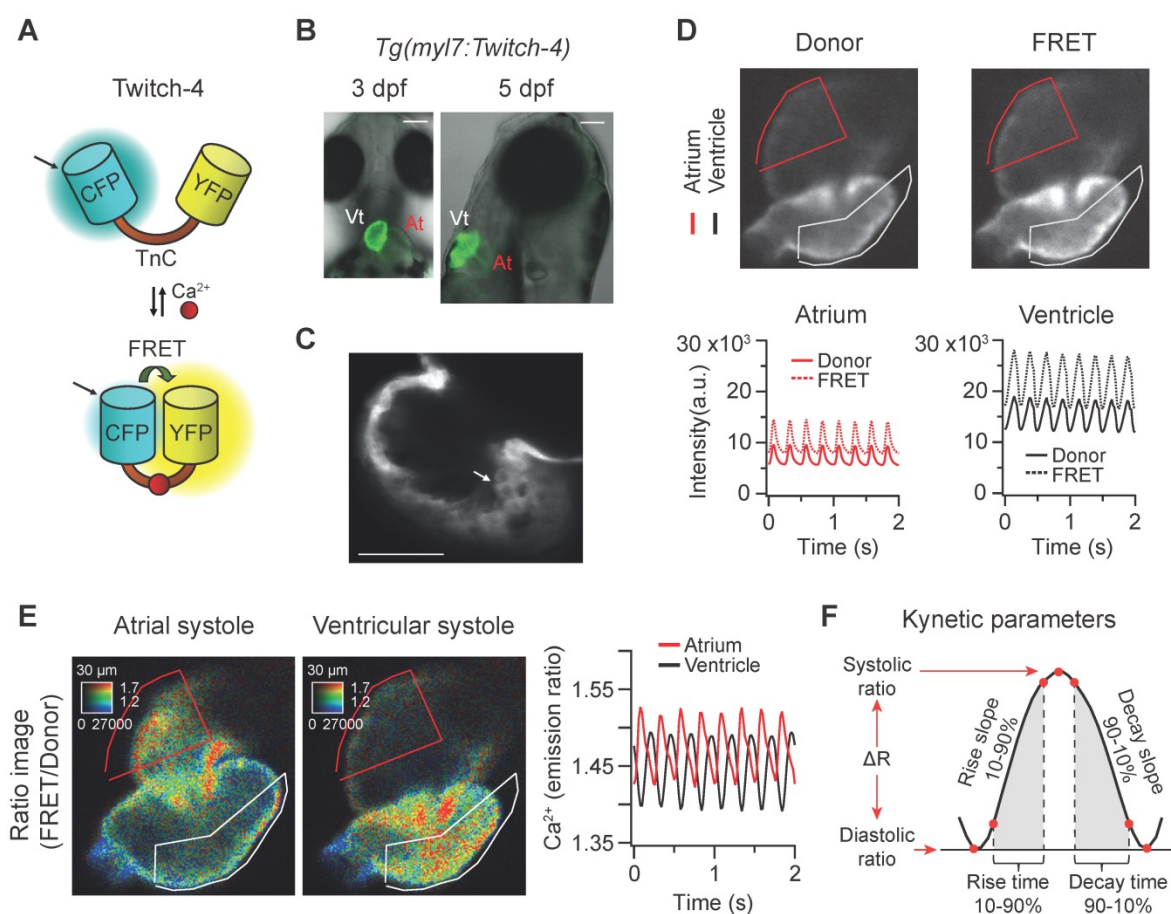 A
Twitch-4
CFP
YFP
TnC
Ca²⁺
FRET
CFP
YFP
B
Tg(myl7:Twitch-4)
3 dpf
5 dpf
Vt
At
Vt
At
C
D
Donor
FRET
Atrium
Ventricle
Atrium
30 x10³
20
10
0
Intensity(a.u.)
Donor
FRET
0
1
2
Time (s)
Ventricle
30 x10³
20
10
0
Donor
FRET
0
1
2
Time (s)
E
Ratio image
(FRET/Donor)
Atrial systole
30 µm
1.7
1.2
0 27000
Ventricular systole
30 µm
1.7
1.2
0 27000
Ca²⁺ (emission ratio)
Atrium
Ventricle
1.55
1.45
1.35
0
1
2
Time (s)
F
Kynetic parameters
Systolic
ratio
ΔR
Diastolic
ratio
Rise slope
10-90%
Decay slope
90-10%
Rise time
10-90%
Decay time
90-10%